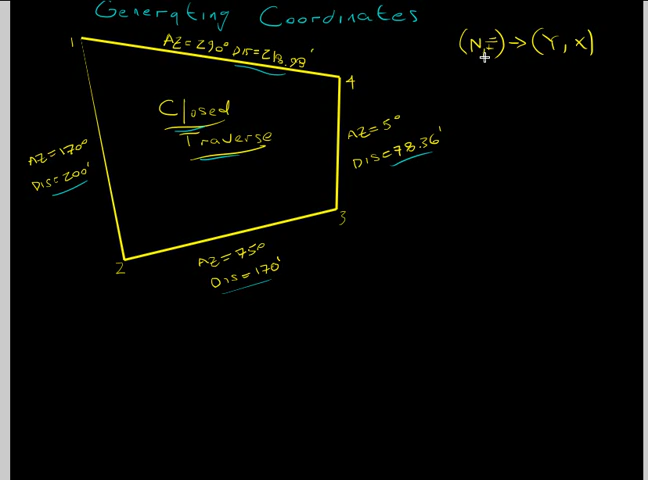 Generating Coordinates
(N,E) → (Y, X)
1
AZ=290° DIS=218.99'
4
Closed
Traverse
AZ=5°
DIS=78.36'
AZ=170°
DIS=200'
3
2
AZ=75°
DIS=170'